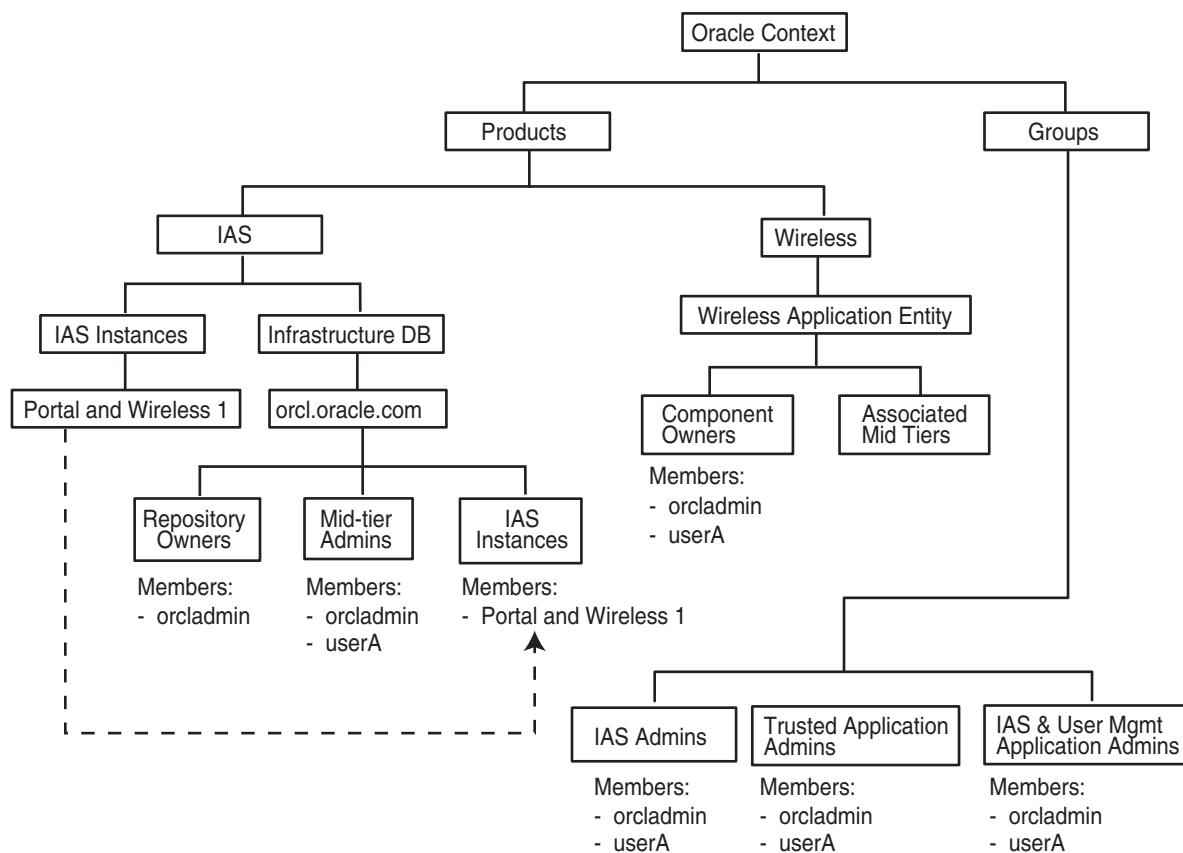 Oracle Context
Products
Groups
IAS
Wireless
IAS Instances
Infrastructure DB
Wireless Application Entity
Portal and Wireless 1
orcl.oracle.com
Component
Owners
Associated
Mid Tiers
Members:
- orcladmin
- userA
Repository
Owners
Mid-tier
Admins
IAS
Instances
Members:
- orcladmin
Members:
- orcladmin
- userA
Members:
- Portal and Wireless 1
IAS Admins
Trusted Application
Admins
IAS & User Mgmt
Application Admins
Members:
- orcladmin
- userA
Members:
- orcladmin
- userA
Members:
- orcladmin
- userA